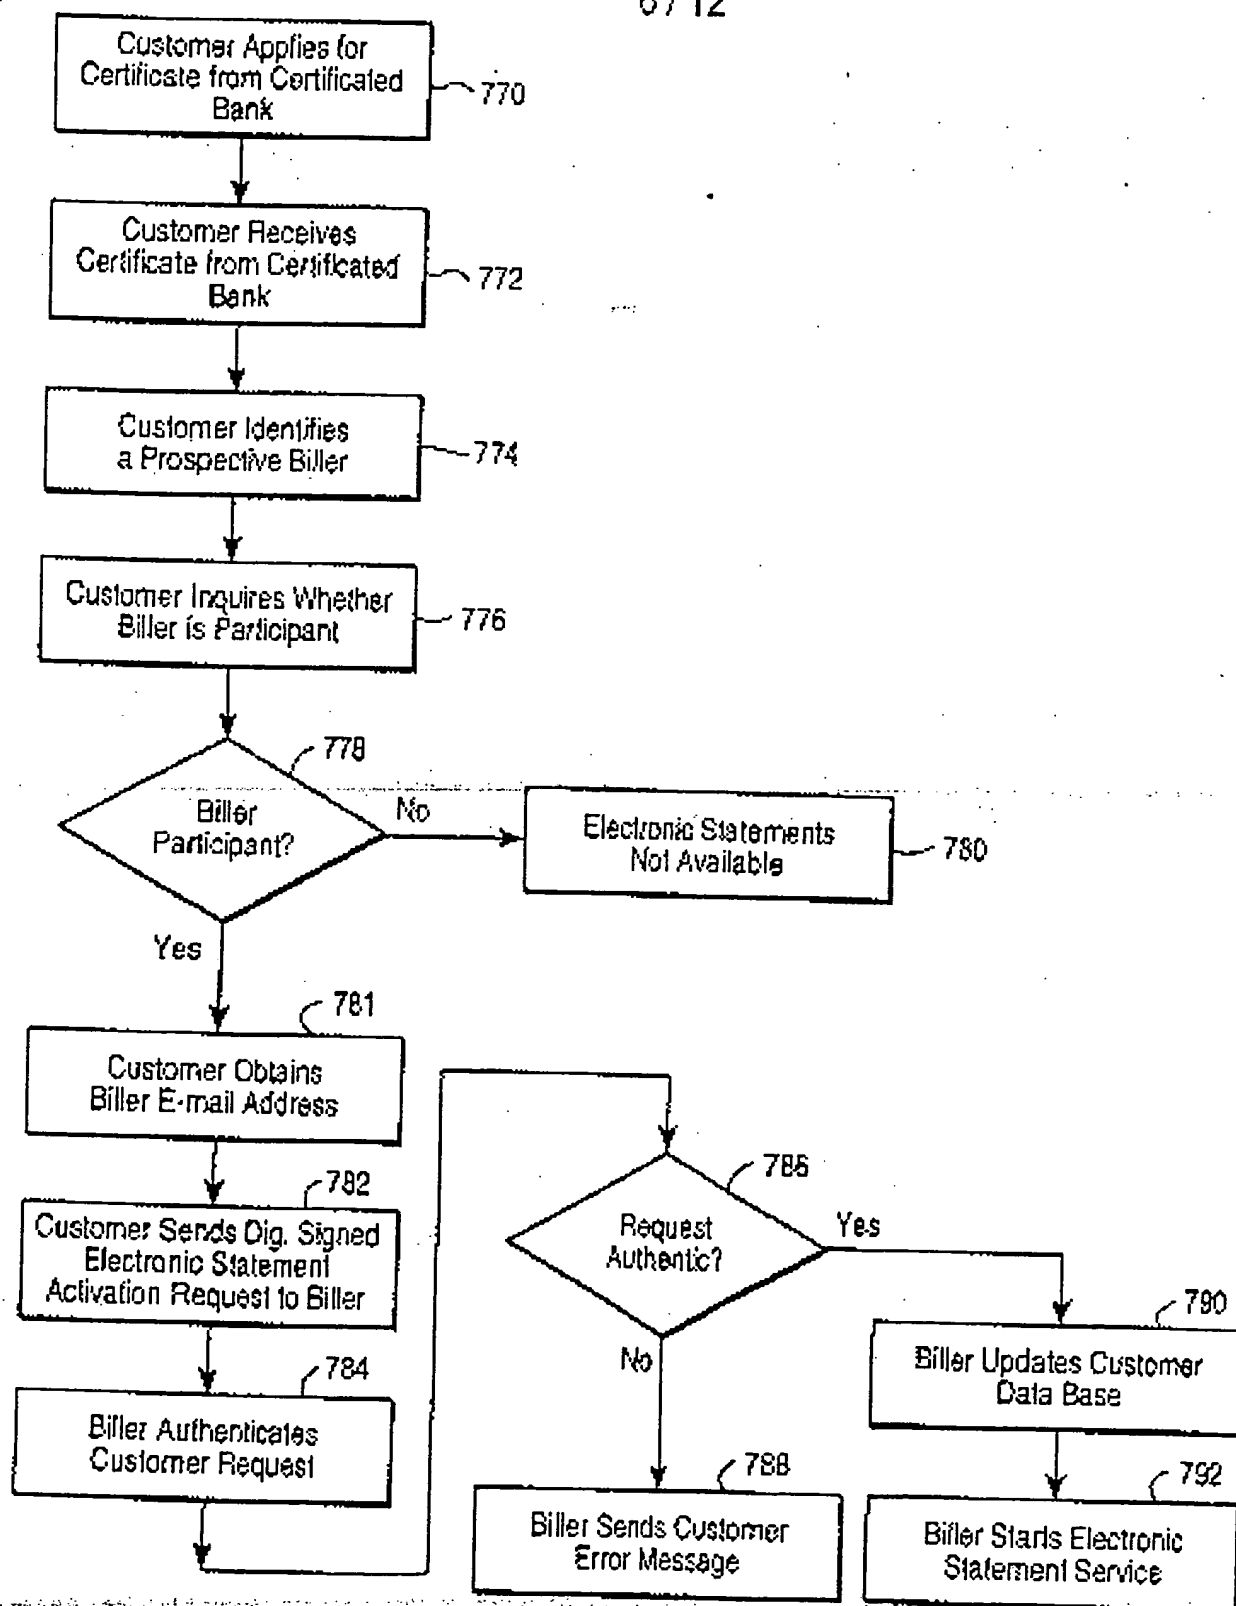 6/12
Customer Applies for
Certificate from Certificated
Bank
770
Customer Receives
Certificate from Certificated
Bank
772
Customer Identifies
a Prospective Biller
774
Customer Inquires Whether
Biller is Participant
776
778
Biller
Participant?
No
Electronic Statements
Not Available
780
Yes
781
Customer Obtains
Biller E-mail Address
782
Customer Sends Dig. Signed
Electronic Statement
Activation Request to Biller
784
Biller Authenticates
Customer Request
786
Request
Authentic?
Yes
No
788
Biller Sends Customer
Error Message
790
Biller Updates Customer
Data Base
792
Biller Starts Electronic
Statement Service